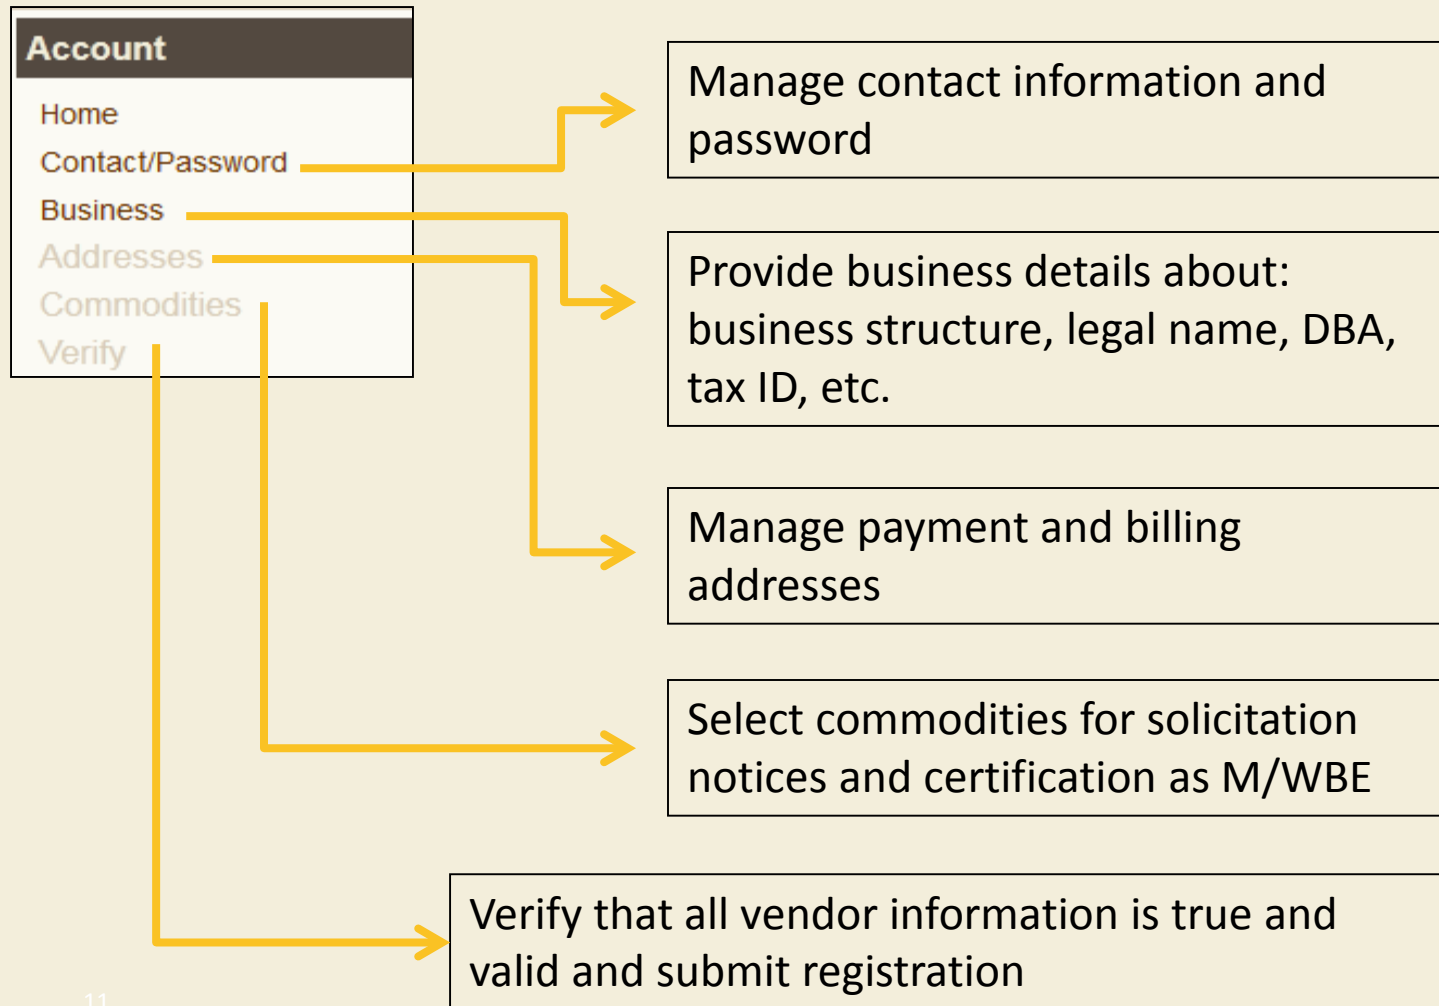 Account
Home
Contact/Password
Business
Addresses
Commodities
Verify
Manage contact information and
password
Provide business details about:
business structure, legal name, DBA,
tax ID, etc.
Manage payment and billing
addresses
Select commodities for solicitation
notices and certification as M/WBE
Verify that all vendor information is true and
valid and submit registration
11